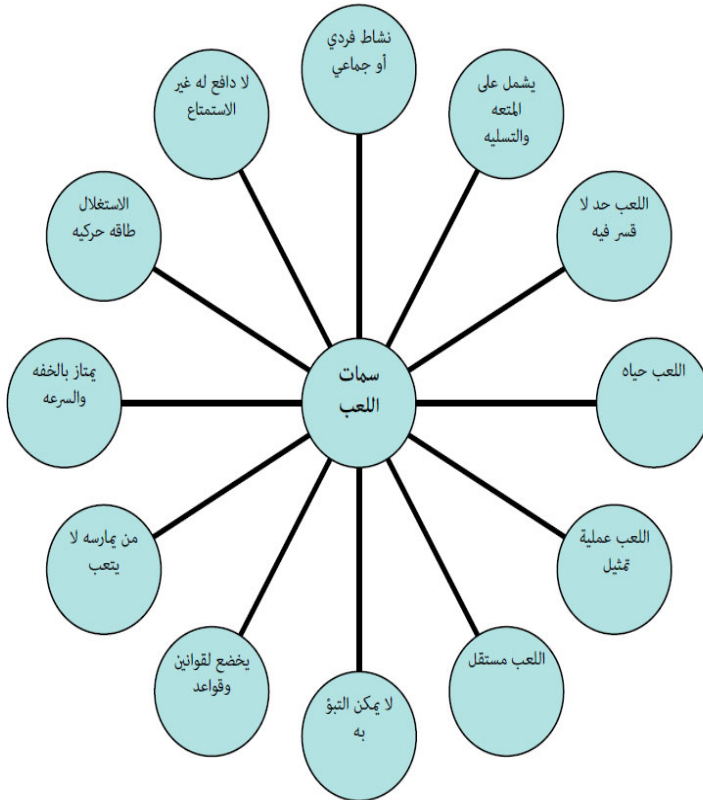 نشاط فردي
أو جماعي
يشمل على
المتعه
والتسليه
اللعب حد لا
قسر فيه
اللعب حياه
اللعب عملية
تمثيل
اللعب مستقل
لا يمكن التبؤ
به
يخضع لقوانين
وقواعد
من يمارسه لا
يتعب
يمتاز بالخفه
والسرعه
الاستغلال
طاقه حركيه
لا دافع له غير
الاستمتاع
سمات
اللعب